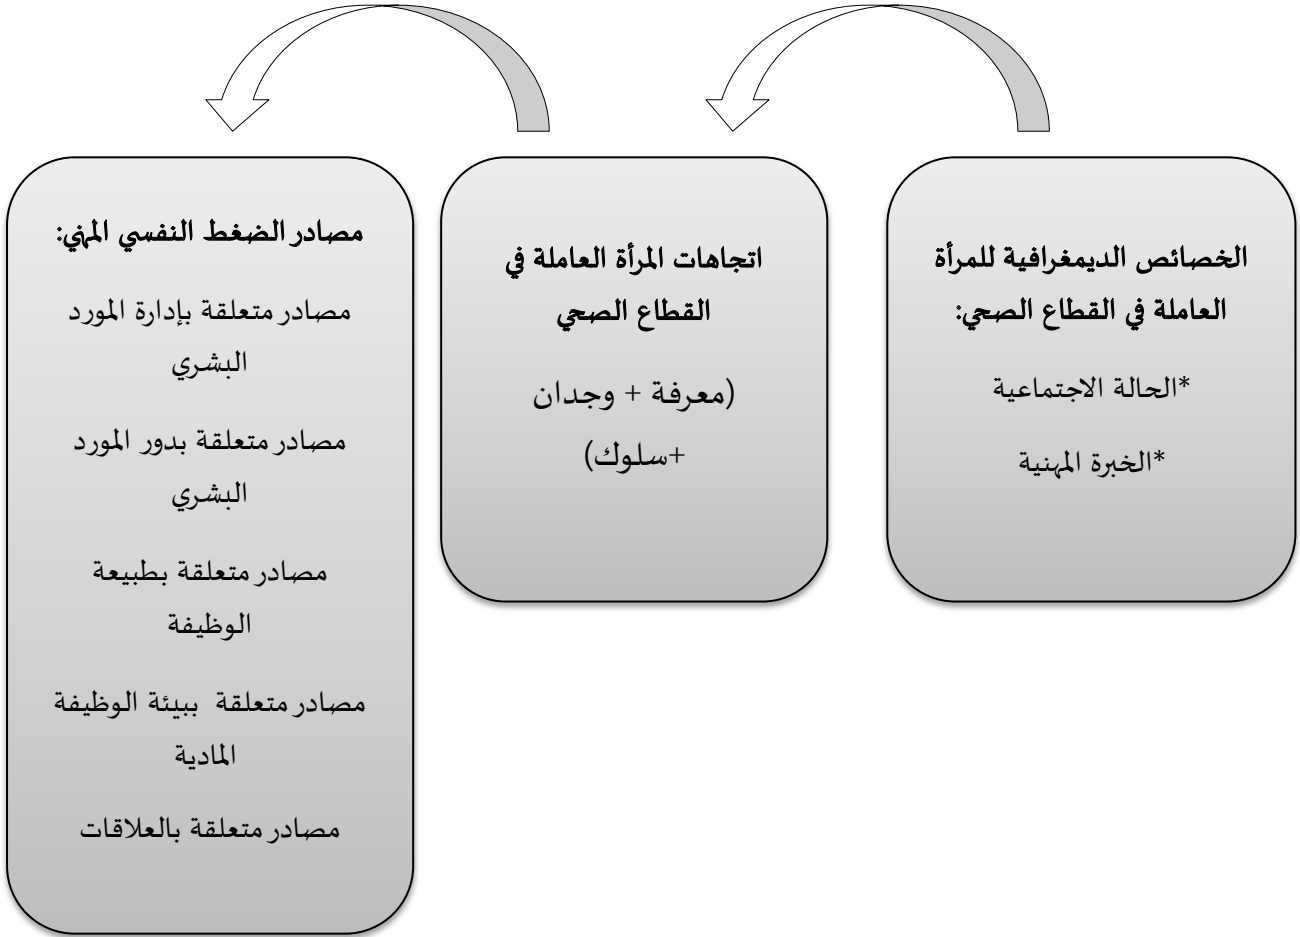 الخصائص الديمغرافية للمرأة
العاملة في القطاع الصحي:
*الحالة الاجتماعية
*الخبرة المهنية
اتجاهات المرأة العاملة في
القطاع الصحي
(معرفة + وجدان
+سلوك)
مصادر الضغط النفسي المهني:
مصادر متعلقة بإدارة المورد
البشري
مصادر متعلقة بدور المورد
البشري
مصادر متعلقة بطبيعة
الوظيفة
مصادر متعلقة ببيئة الوظيفة
المادية
مصادر متعلقة بالعلاقات